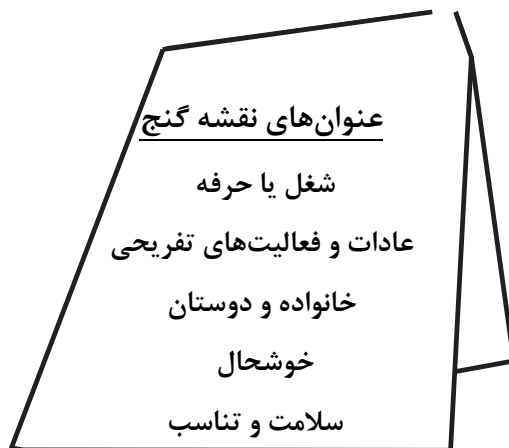 عنوان‌های نقشه گنج
شغل یا حرفه
عادات و فعالیت‌های تفریحی
خانواده و دوستان
خوشحال
سلامت و تناسب